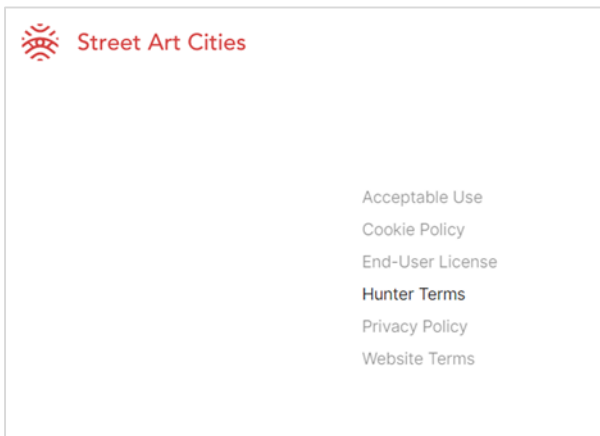 Street Art Cities
Acceptable Use
Cookie Policy
End-User License
Hunter Terms
Privacy Policy
Website Terms